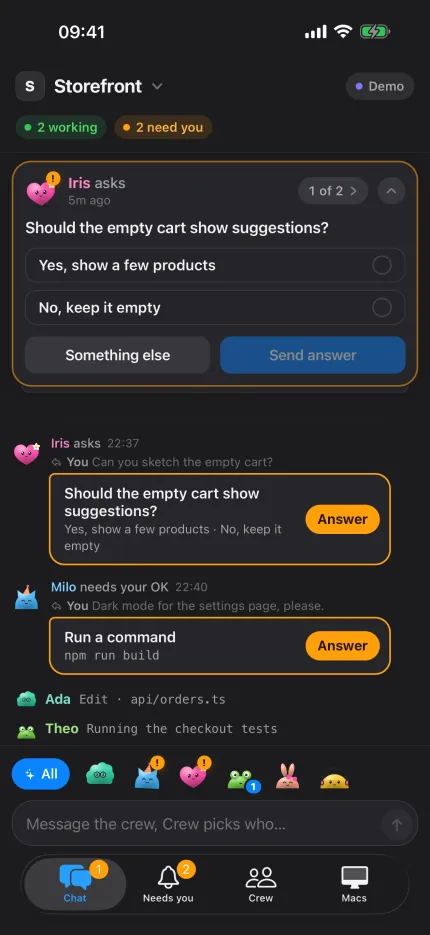 09:41
S Storefront
Demo
2 working
2 need you
!
Iris asks
5m ago
1 of 2
Should the empty cart show suggestions?
Yes, show a few products
No, keep it empty
Something else
Send answer
Iris asks 22:37
You Can you sketch the empty cart?
Should the empty cart show
suggestions?
Yes, show a few products · No, keep it
empty
Answer
Milo needs your OK 22:40
You Dark mode for the settings page, please.
Run a command
npm run build
Answer
Ada Edit · api/orders.ts
Theo Running the checkout tests
All
!
!
1
Message the crew, Crew picks who...
1
2
Chat
Needs you
Crew
Macs